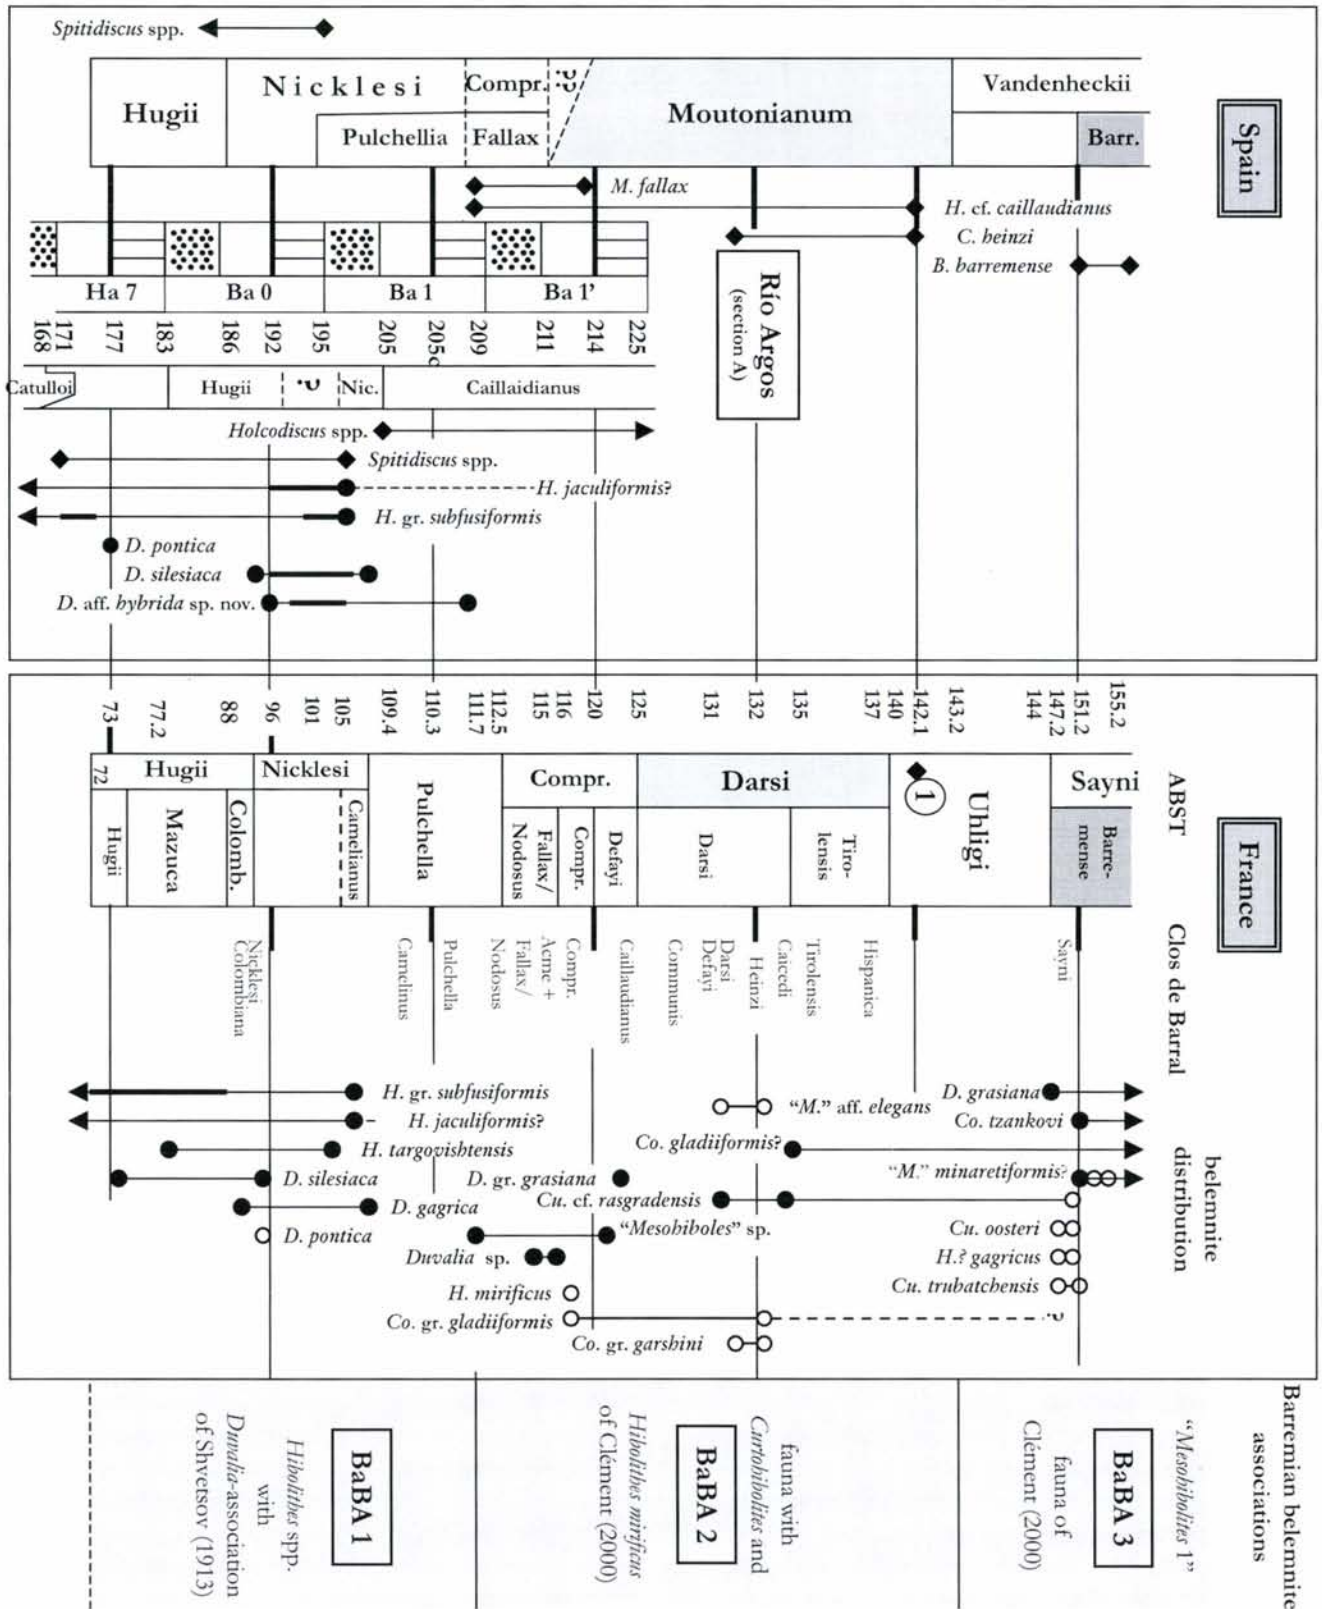 Spitidiscus spp.
Hugii
Nicklesi
Compr.
?
Moutonianum
Vandenheckii
Pulchellia
Fallax
Barr.
Spain
M. fallax
H. cf. caillaudianus
C. heinzi
B. barremense
Ha 7
Ba 0
Ba 1
Ba 1'
Río Argos
(section A)
168
171
177
183
186
192
195
205
205c
209
211
214
225
Catulloi
Hugii
?
Nic.
Caillaidianus
Holcodiscus spp.
Spitidiscus spp.
H. jaculiformis?
H. gr. subfusiformis
D. pontica
D. silesiaca
D. aff. hybrida sp. nov.
73
77.2
88
96
101
105
109.4
110.3
111.7
112.5
115
116
120
125
131
132
135
137
140
142.1
143.2
144
147.2
151.2
155.2
72
Hugii
Nicklesi
Pulchella
Compr.
Darsi
1
Uhligi
Sayni
ABST
France
Hugii
Mazuca
Colomb.
Camelianus
Fallax/
Nodosus
Compr.
Defayi
Darsi
Tiro-
lensis
Barre-
mense
Clos de Barral
Nicklesi
Colombiana
Camelinus
Pulchella
Nodosus
Fallax/
Acme +
Compr.
Caillaudianus
Communis
Defayi
Darsi
Heinzi
Caicedi
Tirolensis
Hispanica
Sayni
belemnite
distribution
H. gr. subfusiformis
D. grasiana
"M." aff. elegans
H. jaculiformis?
Co. tzankovi
Co. gladiiformis?
H. targovishtensis
D. silesiaca
D. gr. grasiana
"M." minaretiformis?
Cu. cf. rasgradensis
D. gagrica
D. pontica
"Mesohiboles" sp.
Cu. oosteri
Duvalia sp.
H.? gagricus
H. mirificus
Cu. trubatchensis
Co. gr. gladiiformis
?
Co. gr. garshini
Barremian belemnite
associations
BaBA 1
Hibolithes spp.
with
Duvalia-association
of Shvetsov (1913)
fauna with
Curtohibolites and
BaBA 2
Hibolithes mirificus
of Clément (2000)
"Mesohibolites 1"
BaBA 3
fauna of
Clément (2000)